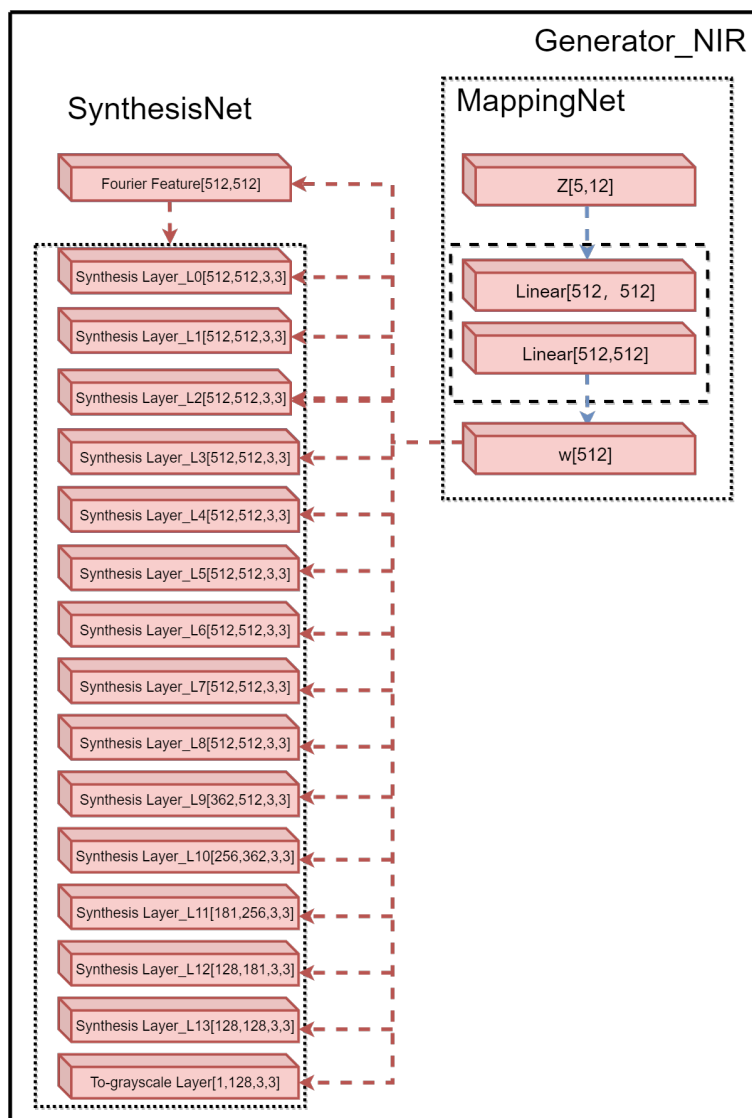 Generator_NIR
SynthesisNet
Fourier Feature[512,512]
Synthesis Layer_L0[512,512,3,3]
Synthesis Layer_L1[512,512,3,3]
Synthesis Layer_L2[512,512,3,3]
Synthesis Layer_L3[512,512,3,3]
Synthesis Layer_L4[512,512,3,3]
Synthesis Layer_L5[512,512,3,3]
Synthesis Layer_L6[512,512,3,3]
Synthesis Layer_L7[512,512,3,3]
Synthesis Layer_L8[512,512,3,3]
Synthesis Layer_L9[362,512,3,3]
Synthesis Layer_L10[256,362,3,3]
Synthesis Layer_L11[181,256,3,3]
Synthesis Layer_L12[128,181,3,3]
Synthesis Layer_L13[128,128,3,3]
To-grayscale Layer[1,128,3,3]
MappingNet
Z[5,12]
Linear[512，512]
Linear[512,512]
w[512]